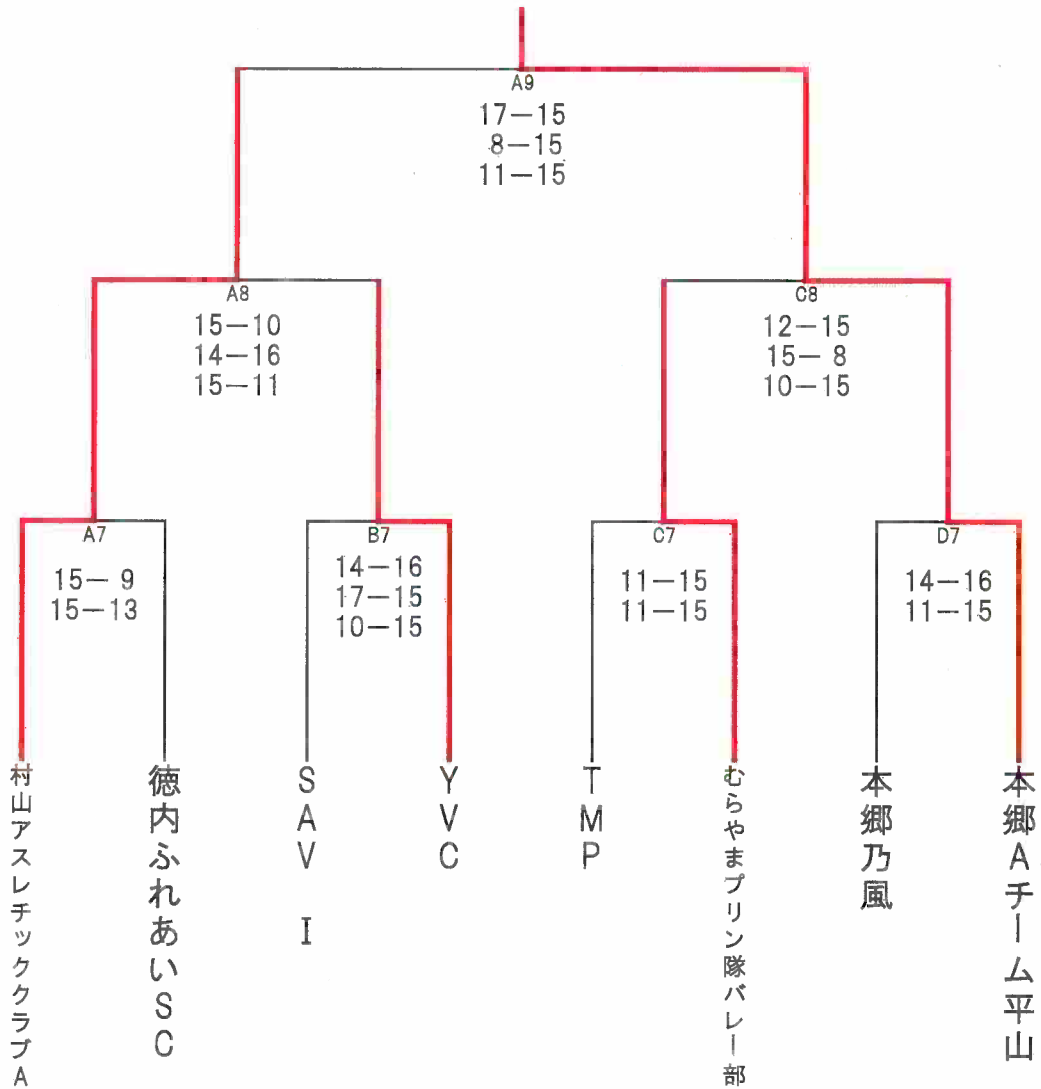 A9
17－15
8－15
11－15
A8
15－10
14－16
15－11
C8
12－15
15－ 8
10－15
A7
15－ 9
15－13
B7
14－16
17－15
10－15
C7
11－15
11－15
D7
14－16
11－15
村山アスレチッククラブA
徳内ふれあいSC
SAV I
YVC
TMP
むらやまプリン隊バレー部
本郷乃風
本郷Aチーム平山